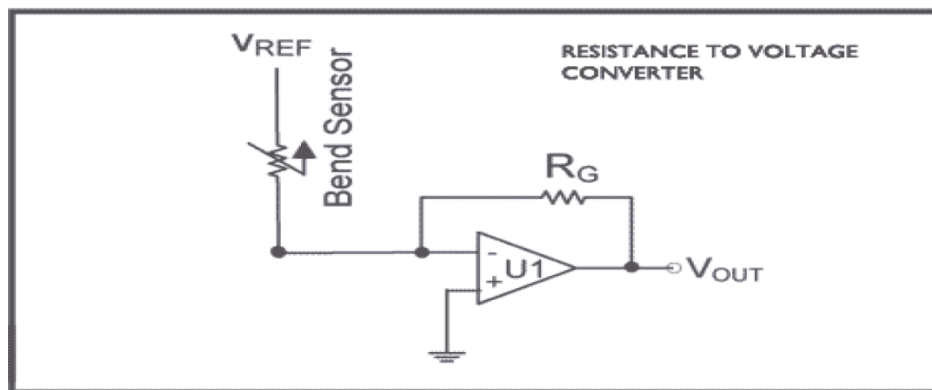 VREF
RESISTANCE TO VOLTAGE
CONVERTER
Bend Sensor
RG
-
U1
+
VOUT